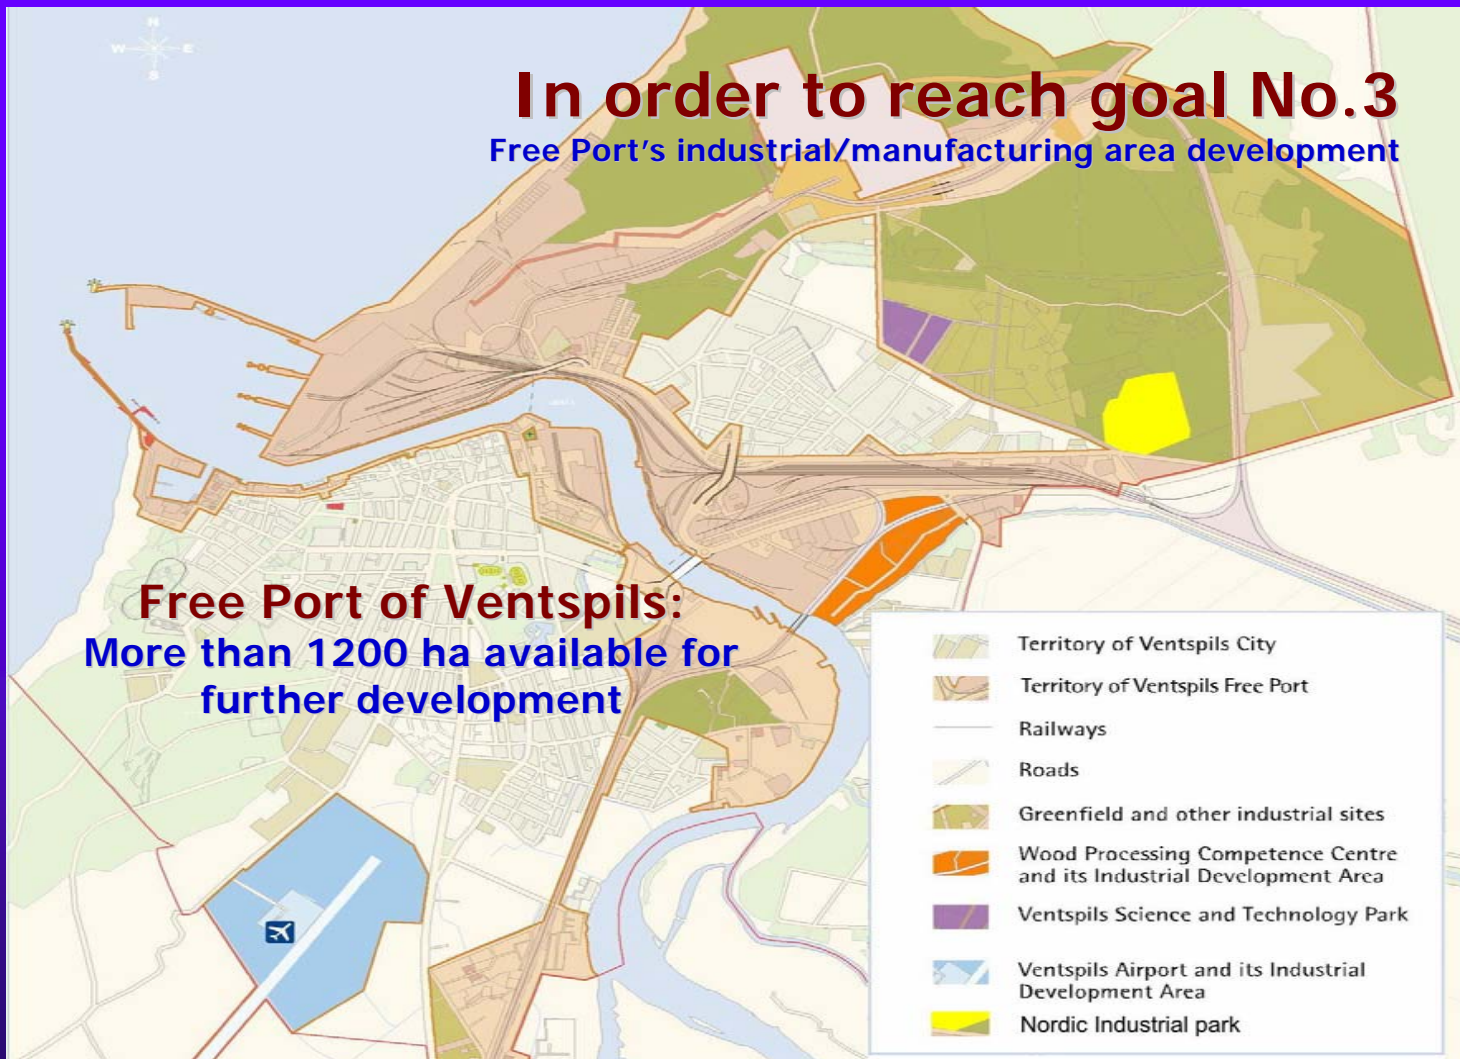 N
W E
S
In order to reach goal No.3
Free Port's industrial/manufacturing area development
Free Port of Ventspils:
More than 1200 ha available for
further development
Territory of Ventspils City
Territory of Ventspils Free Port
Railways
Roads
Greenfield and other industrial sites
Wood Processing Competence Centre
and its Industrial Development Area
Ventspils Science and Technology Park
Ventspils Airport and its Industrial
Development Area
Nordic Industrial park